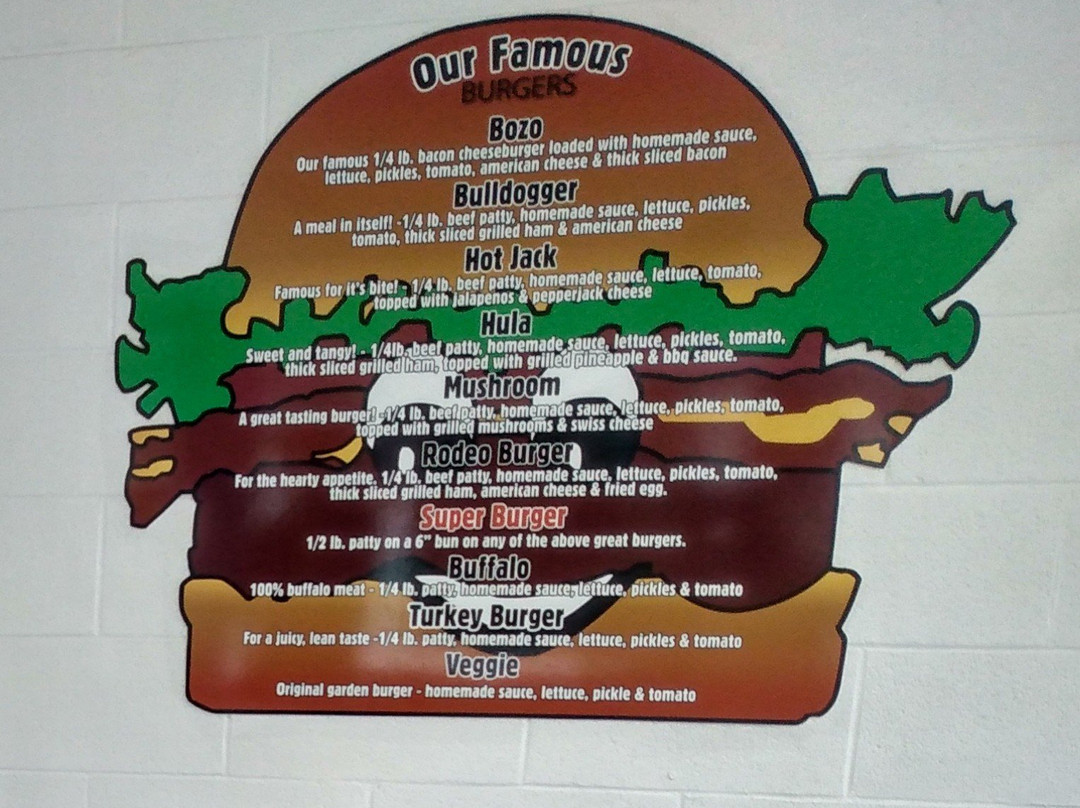 Our Famous
BURGERS
Bozo
Our famous 1/4 lb. bacon cheeseburger loaded with homemade sauce,
lettuce, pickles, tomato, american cheese & thick sliced bacon
Bulldogger
A meal in itself! -1/4 lb. beef patty, homemade sauce, lettuce, pickles,
tomato, thick sliced grilled ham & american cheese
Hot Jack
Famous for it's bite! - 1/4 lb. beef patty, homemade sauce, lettuce, tomato,
topped with jalapenos & pepperjack cheese
Hula
Sweet and tangy! - 1/4lb. beef patty, homemade sauce, lettuce, pickles, tomato,
thick sliced grilled ham, topped with grilled pineapple & bbq sauce.
Mushroom
A great tasting burger! -1/4 lb. beef patty, homemade sauce, lettuce, pickles, tomato,
topped with grilled mushrooms & swiss cheese
Rodeo Burger
For the hearty appetite. 1/4 lb. beef patty, homemade sauce, lettuce, pickles, tomato,
thick sliced grilled ham, american cheese & fried egg.
Super Burger
1/2 lb. patty on a 6" bun on any of the above great burgers.
Buffalo
100% buffalo meat - 1/4 lb. patty, homemade sauce, lettuce, pickles & tomato
Turkey Burger
For a juicy, lean taste -1/4 lb. patty, homemade sauce, lettuce, pickles & tomato
Veggie
Original garden burger - homemade sauce, lettuce, pickle & tomato